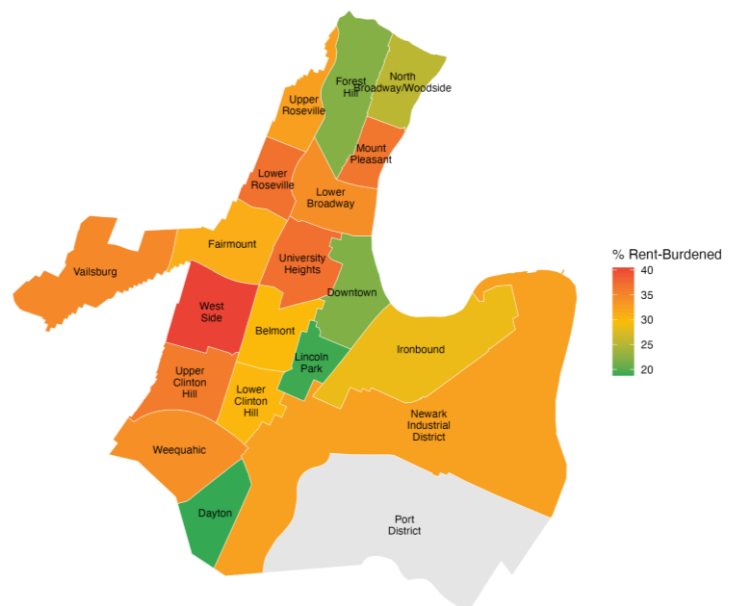 Forest
Hill
North
Broadway/Woodside
Upper
Roseville
Mount
Pleasant
Lower
Roseville
Lower
Broadway
Fairmount
Vailsburg
University
Heights
% Rent-Burdened
40
35
30
25
20
Downtown
West
Side
Belmont
Ironbound
Lincoln
Park
Upper
Clinton
Hill
Lower
Clinton
Hill
Newark
Industrial
District
Weequahic
Dayton
Port
District